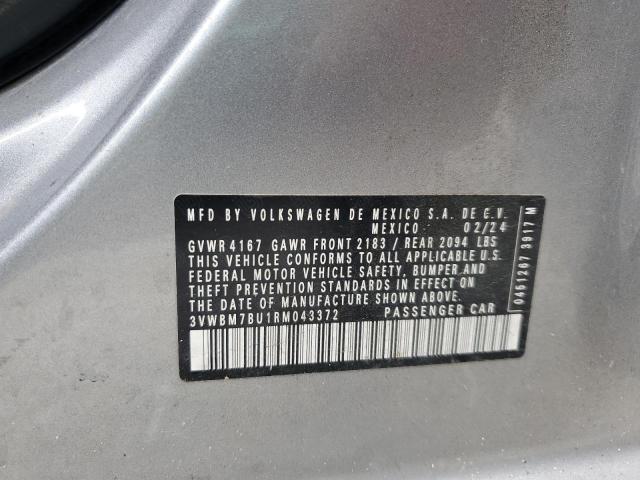 MFD BY VOLKSWAGEN DE MEXICO S.A. DE C.V.
MEXICO 02/24
GVWR 4167 GAWR FRONT 2183 / REAR 2094 LBS
THIS VEHICLE CONFORMS TO ALL APPLICABLE U.S.
FEDERAL MOTOR VEHICLE SAFETY, BUMPER AND
THEFT PREVENTION STANDARDS IN EFFECT ON
THE DATE OF MANUFACTURE SHOWN ABOVE.
3VWBM7BU1RM043372 PASSENGER CAR
0451267 3917 M